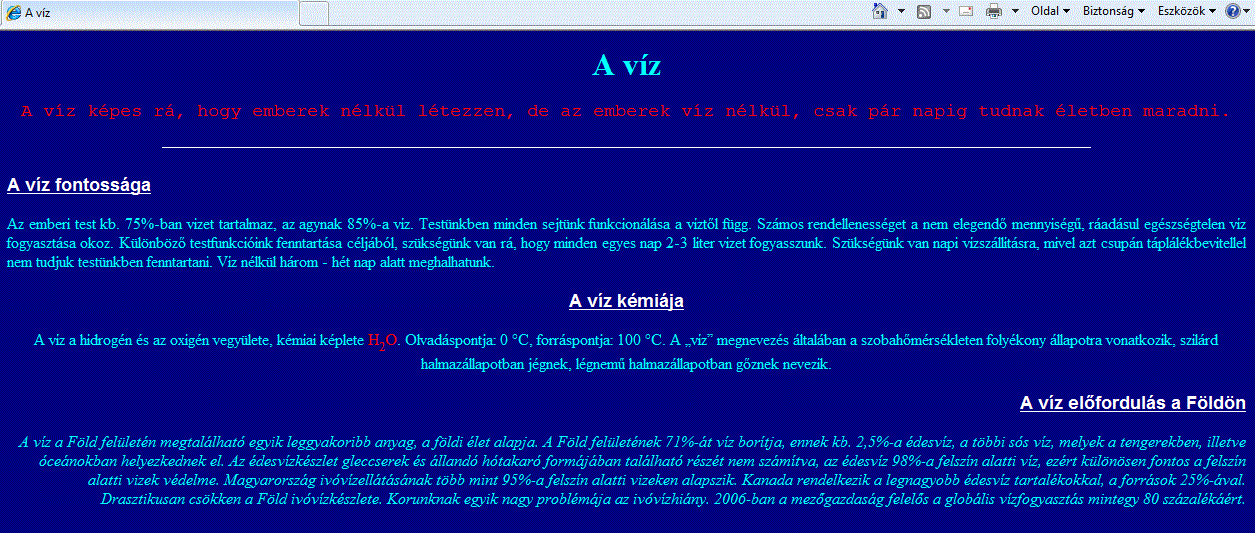 A víz
Oldal Biztonság Eszközök
A víz
A víz képes rá, hogy emberek nélkül létezzen, de az emberek víz nélkül, csak pár napig tudnak életben maradni.
A víz fontossága
Az emberi test kb. 75%-ban vizet tartalmaz, az agynak 85%-a víz. Testünkben minden sejtünk funkcionálása a víztől függ. Számos rendellenességet a nem elegendő mennyiségű, ráadásul egészségtelen víz
fogyasztása okoz. Különböző testfunkcióink fenntartása céljából, szükségünk van rá, hogy minden egyes nap 2-3 liter vizet fogyasszunk. Szükségünk van napi vízszállításra, mivel azt csupán táplálékbevitellel
nem tudjuk testünkben fenntartani. Víz nélkül három - hét nap alatt meghalhatunk.
A víz kémiája
A víz a hidrogén és az oxigén vegyülete, kémiai képlete H₂O. Olvadáspontja: 0 °C, forráspontja: 100 °C. A „víz” megnevezés általában a szobahőmérsékleten folyékony állapotra vonatkozik, szilárd
halmazállapotban jégnek, légnemű halmazállapotban gőznek nevezik.
A víz előfordulás a Földön
A víz a Föld felületén megtalálható egyik leggyakoribb anyag, a földi élet alapja. A Föld felületének 71%-át víz borítja, ennek kb. 2,5%-a édesvíz, a többi sós víz, melyek a tengerekben, illetve
óceánokban helyezkednek el. Az édesvízkészlet gleccserek és állandó hótakaró formájában található részét nem számítva, az édesvíz 98%-a felszín alatti víz, ezért különösen fontos a felszín
alatti vizek védelme. Magyarország ivóvízellátásának több mint 95%-a felszín alatti vizeken alapszik. Kanada rendelkezik a legnagyobb édesvíz tartalékokkal, a források 25%-ával.
Drasztikusan csökken a Föld ivóvízkészlete. Korunknak egyik nagy problémája az ivóvízhiány. 2006-ban a mezőgazdaság felelős a globális vízfogyasztás mintegy 80 százalékáért.